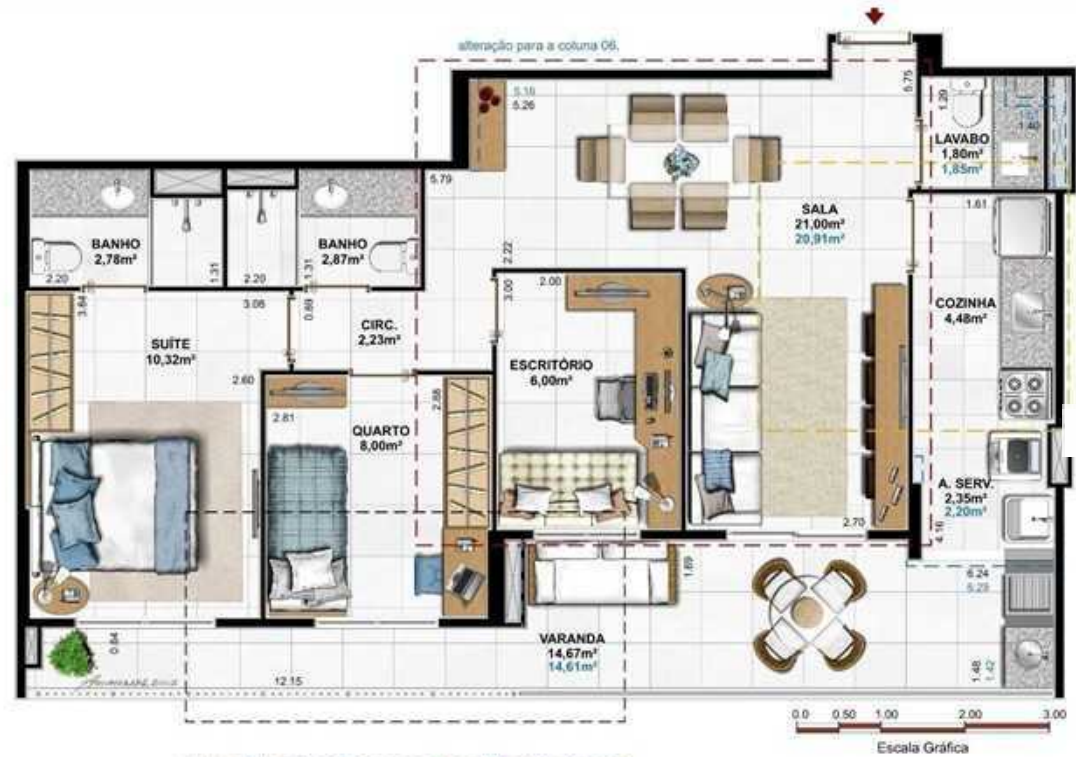 alteração para a coluna 06.
5.16
5.26
5.75
1.29
1.40
LAVABO
1,80m²
1,85m²
5.79
SALA
21,00m²
20,91m²
1.61
BANHO
2,78m²
2.20
1.31
2.20
1.31
BANHO
2,87m²
2.22
3.00
2.00
3.64
3.06
0.69
CIRC.
2,23m²
COZINHA
4,48m²
SUÍTE
10,32m²
ESCRITÓRIO
6,00m²
2.60
2.81
2.88
QUARTO
8,00m²
A. SERV.
2,35m²
2,20m²
2.70
4.16
1.69
6.24
6.29
VARANDA
14,67m²
14,61m²
0.84
12.15
1.48
1.42
0.0 0.50 1.00 2.00 3.00
Escala Gráfica